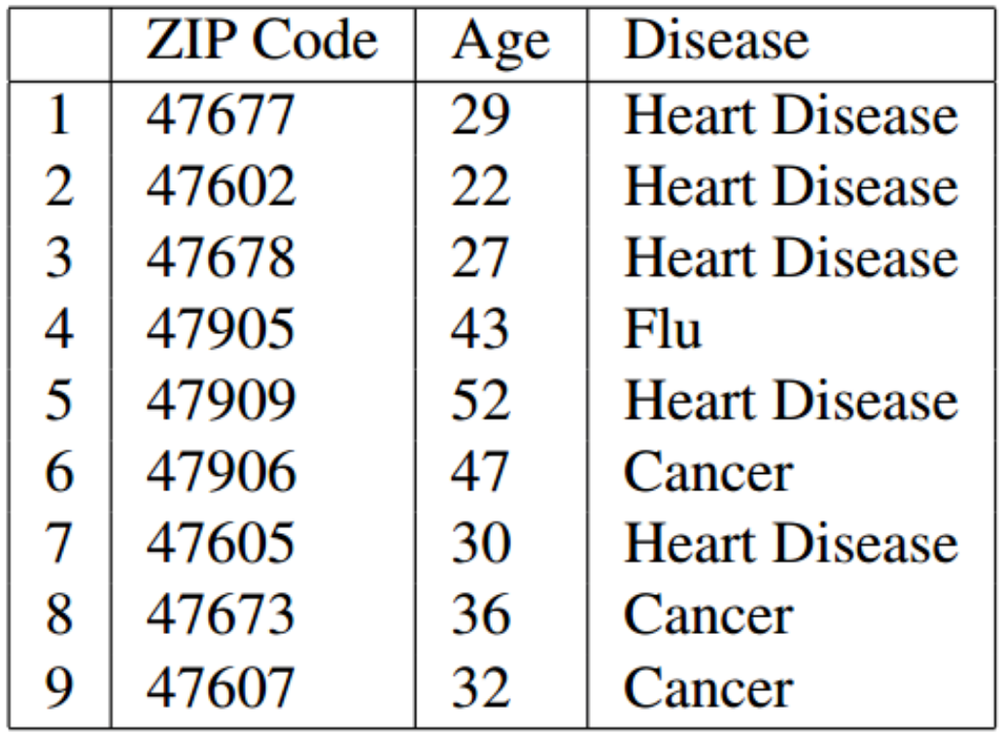 ZIP Code Age Disease
1 47677 29 Heart Disease
2 47602 22 Heart Disease
3 47678 27 Heart Disease
4 47905 43 Flu
5 47909 52 Heart Disease
6 47906 47 Cancer
7 47605 30 Heart Disease
8 47673 36 Cancer
9 47607 32 Cancer